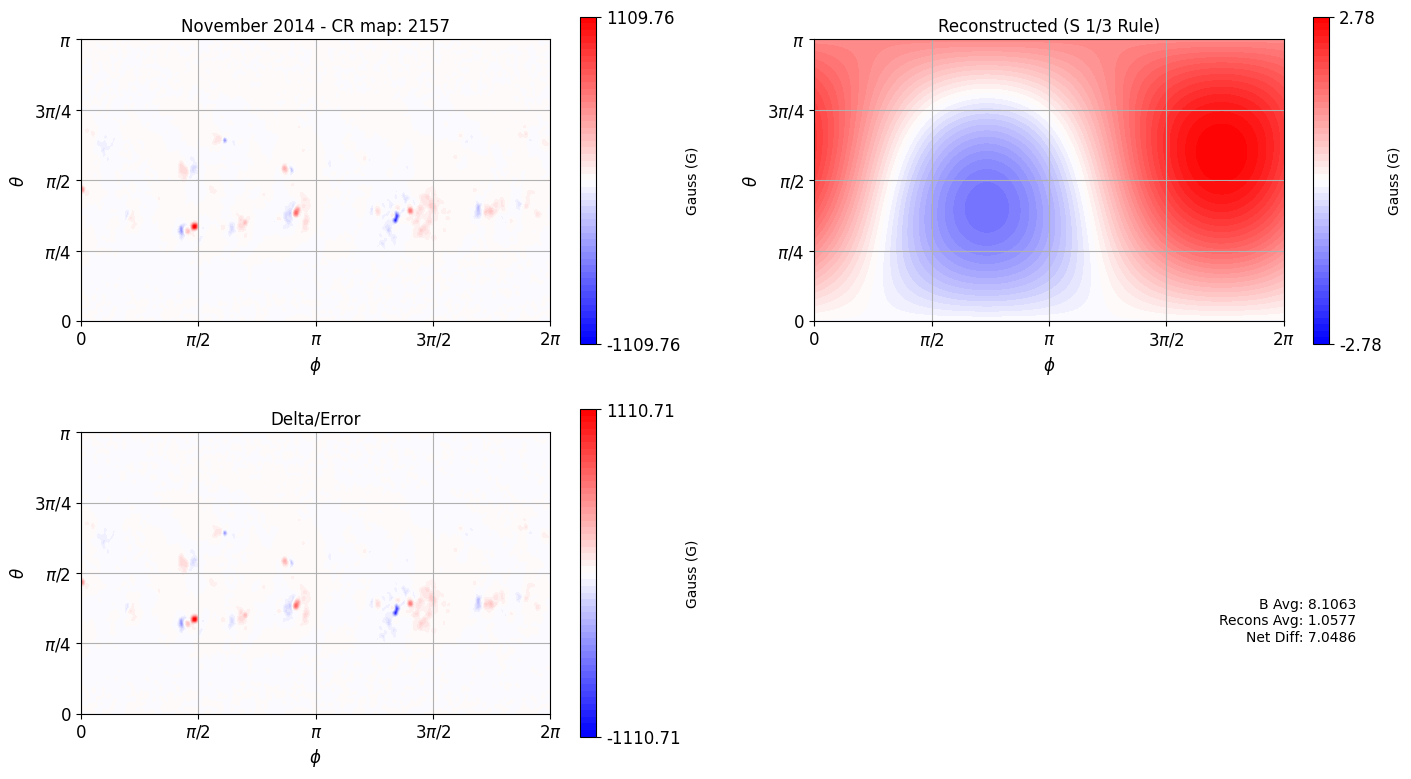 November 2014 - CR map: 2157
1109.76
π
3π/4
π/2
π/4
0
θ
0
π/2
π
3π/2
2π
ϕ
-1109.76
Gauss (G)
Reconstructed (S 1/3 Rule)
2.78
π
3π/4
π/2
π/4
0
θ
0
π/2
π
3π/2
2π
ϕ
-2.78
Gauss (G)
Delta/Error
1110.71
π
3π/4
π/2
π/4
0
θ
0
π/2
π
3π/2
2π
ϕ
-1110.71
Gauss (G)
B Avg: 8.1063
Recons Avg: 1.0577
Net Diff: 7.0486